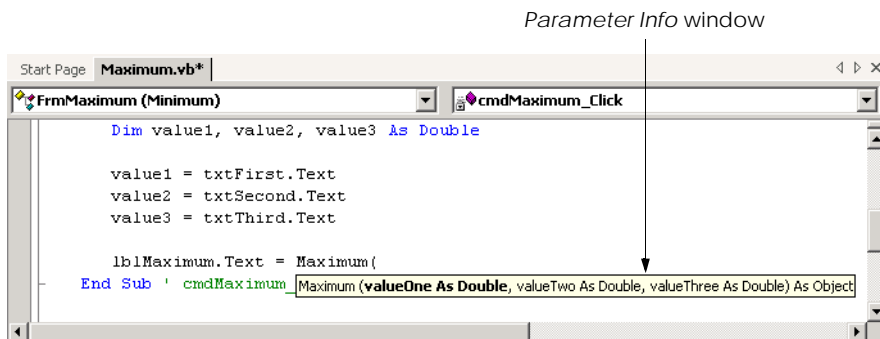 Parameter Info window
Start Page Maximum.vb*
FrmMaximum (Minimum) cmdMaximum_Click
Dim value1, value2, value3 As Double
value1 = txtFirst.Text
value2 = txtSecond.Text
value3 = txtThird.Text
lblMaximum.Text = Maximum(
End Sub ' cmdMaximum_
Maximum (valueOne As Double, valueTwo As Double, valueThree As Double) As Object